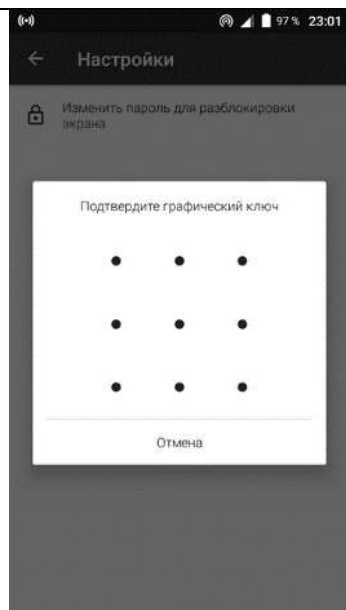 97 % 23:01
Настройки
Изменить пароль для разблокировки
экрана
Подтвердите графический ключ
Отмена